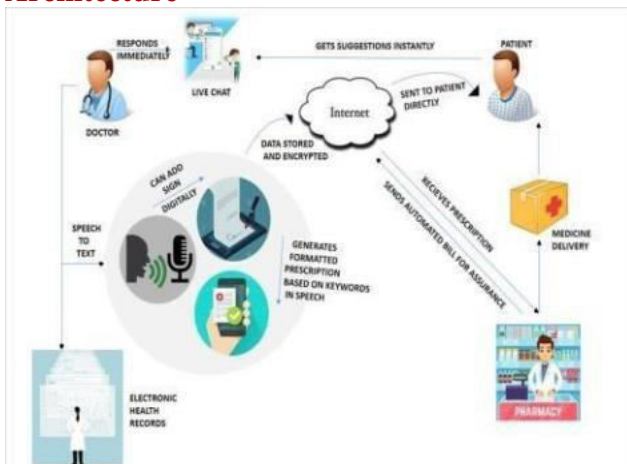 Architecture
RESPONDS
IMMEDIATELY
GETS SUGGESTIONS INSTANTLY
PATIENT
LIVE CHAT
DOCTOR
Internet
SENT TO PATIENT
DIRECTLY
DATA STORED
AND ENCRYPTED
CAN ADD
SIGN
DIGITALLY
SPEECH
TO
TEXT
RECIEVES PRESCRIPTION
SENDS AUTOMATED BILL FOR ASSURANCE
MEDICINE
DELIVERY
GENERATES
FORMATTED
PRESCRIPTION
BASED ON KEYWORDS
IN SPEECH
ELECTRONIC
HEALTH
RECORDS
PHARMACY